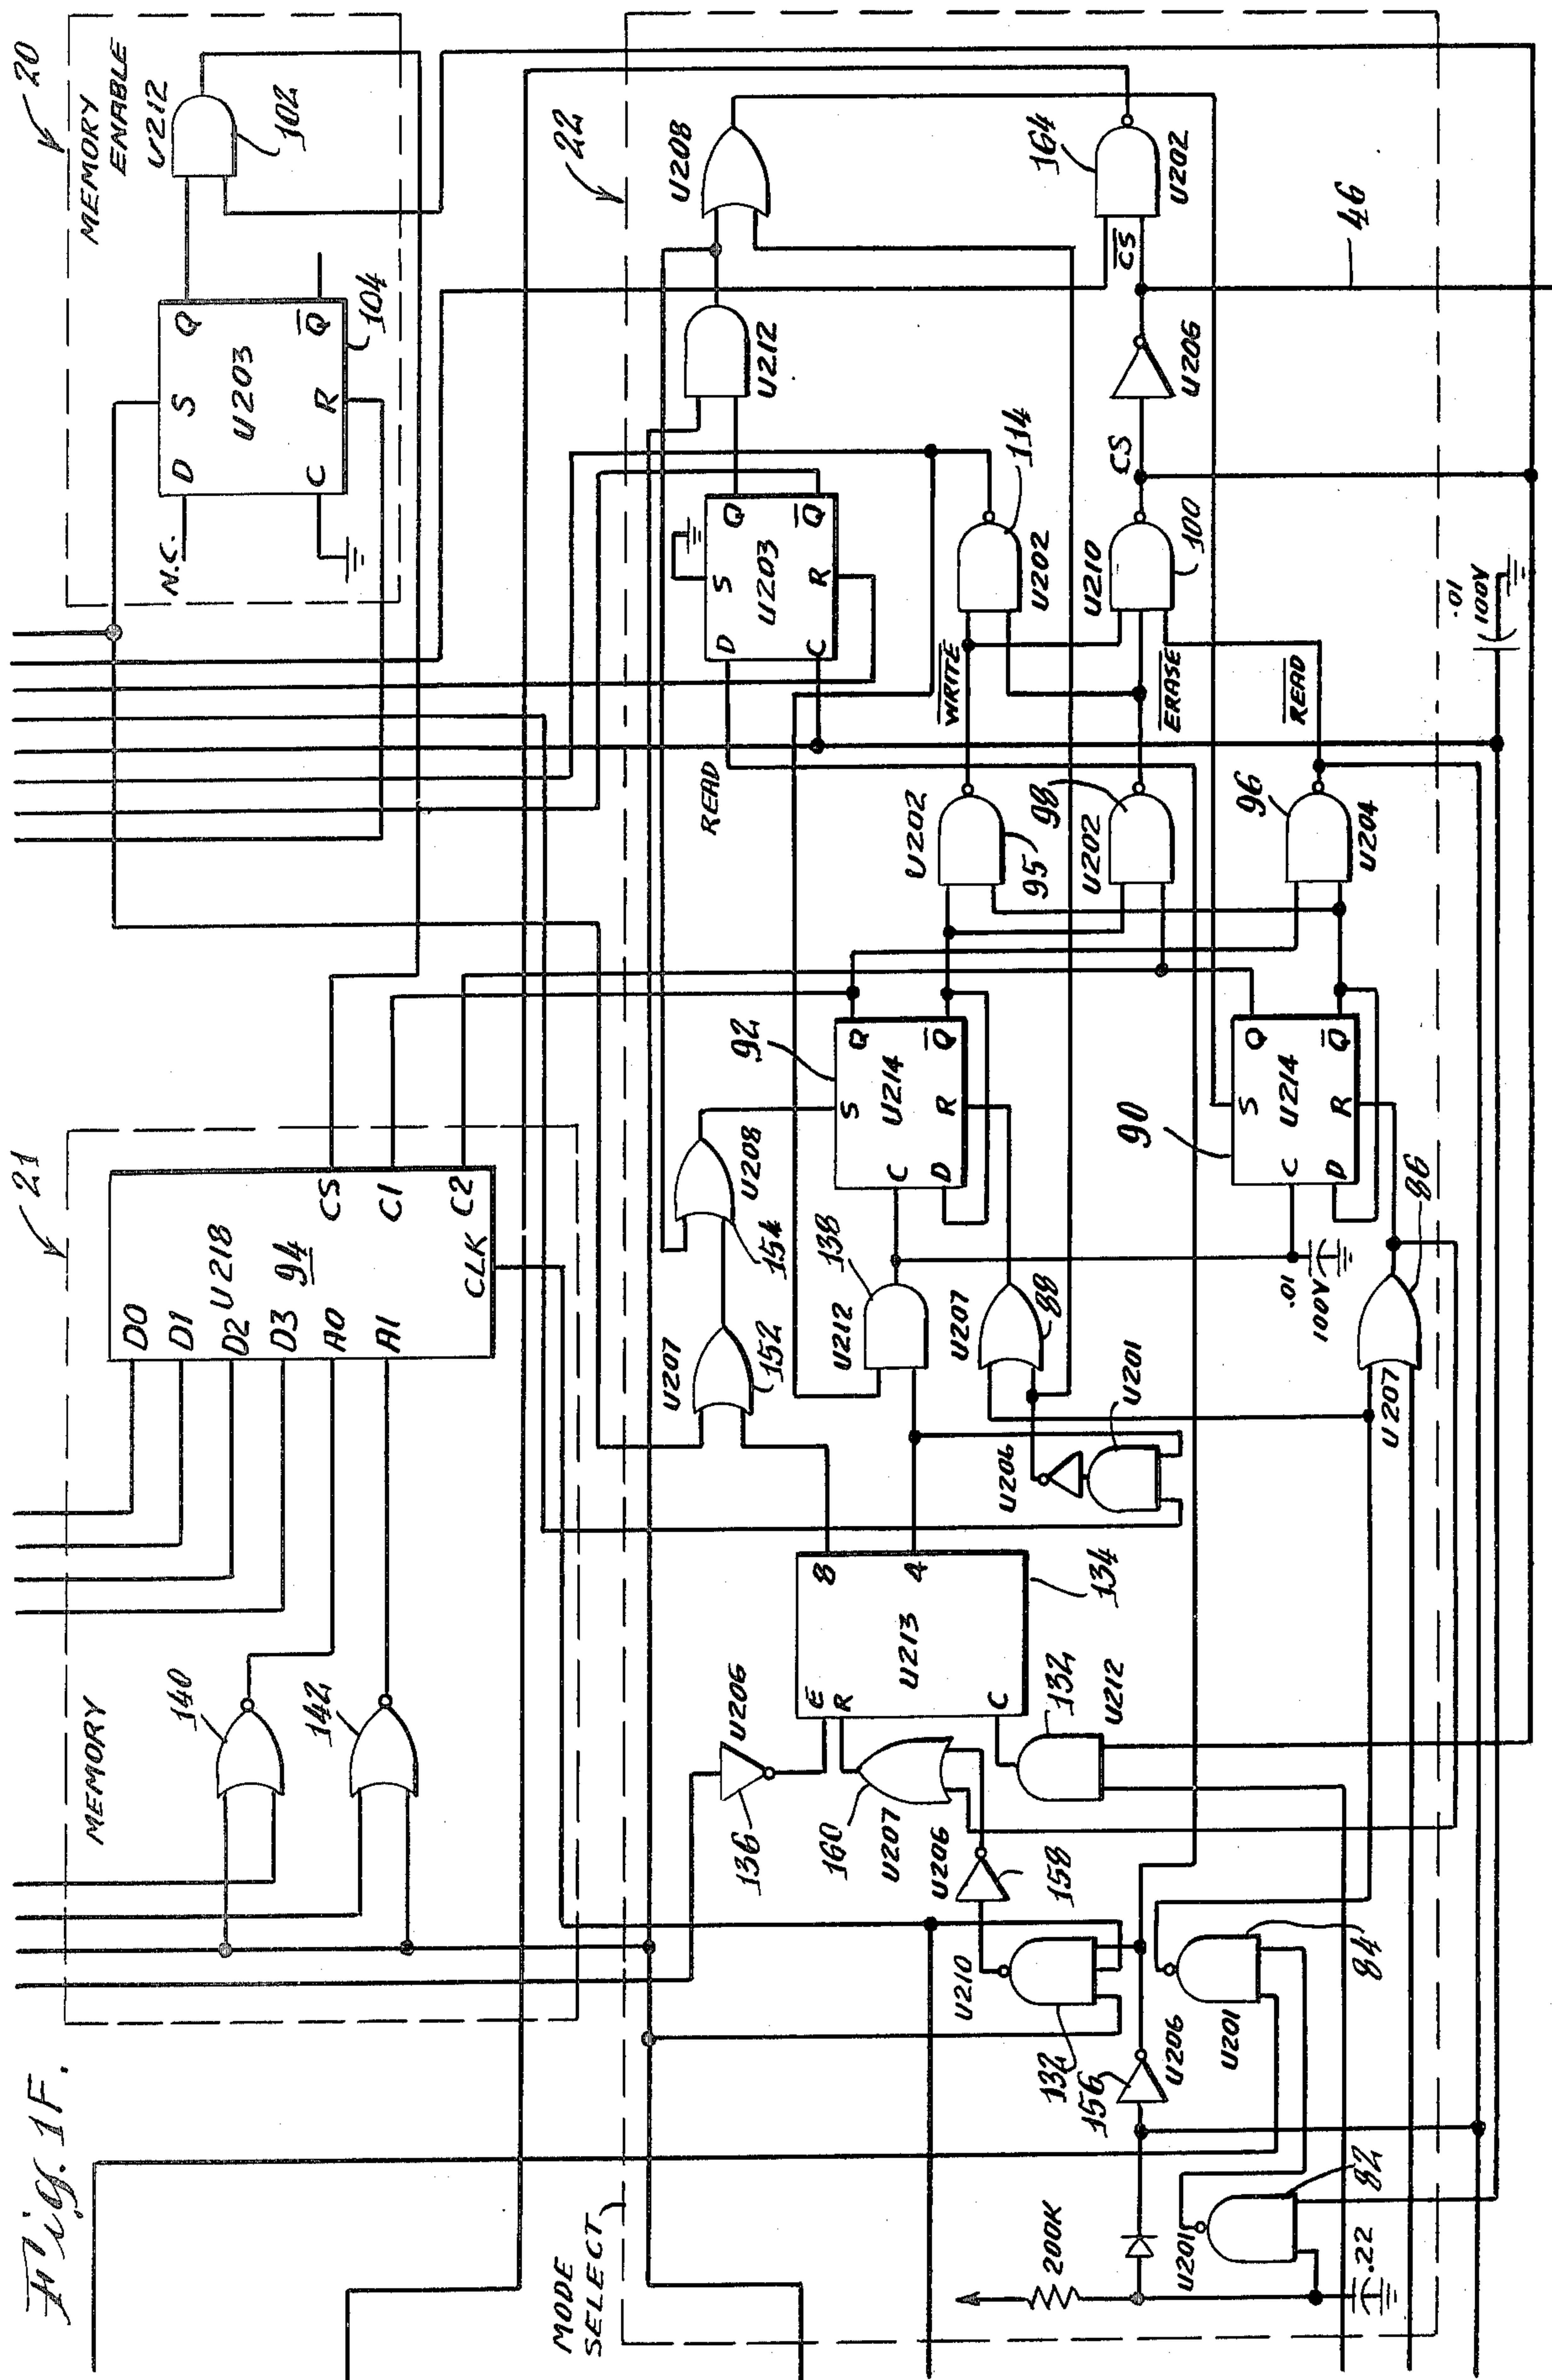 Fig. 1F.
21
MEMORY
140
142
D0
D1
D2
D3
A0
A1
U218
94
CS
C1
C2
CLK
20
MEMORY
ENABLE
N.C.
D
S
Q
U203
C
R
Q̅
104
U212
102
MODE
SELECT
22
200K
.22
U201
82
156
U206
U201
84
132
U210
U206
158
160
U207
136
U206
132
U212
E
R
C
U213
8
4
134
U207
152
154
U208
U206
U201
U212
138
U207
88
U207
86
.01
100V
92
S
Q
C
U214
D
R
Q̅
90
S
Q
C
U214
D
R
Q̅
READ
U202
95
98
U202
96
U204
W̅R̅I̅T̅E̅
E̅R̅A̅S̅E̅
R̅E̅A̅D̅
D
S
Q
U203
C
R
Q̅
U202
114
U210
100
.01
100V
U212
U208
CS
U206
C̅S̅
164
U202
46